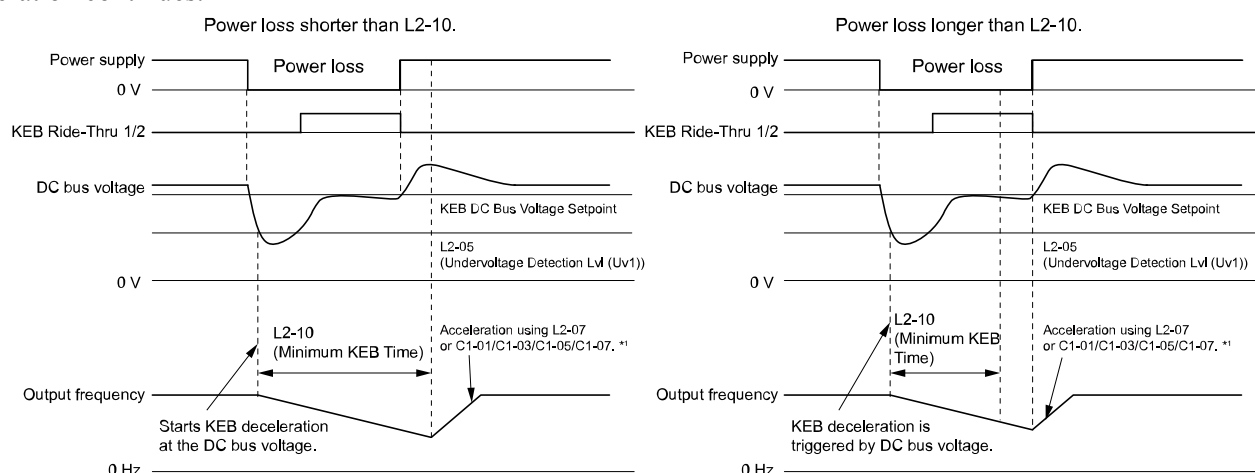 Power loss shorter than L2-10.
Power supply
Power loss
0 V
KEB Ride-Thru 1/2
DC bus voltage
KEB DC Bus Voltage Setpoint
L2-05
(Undervoltage Detection Lvl (Uv1))
0 V
L2-10
(Minimum KEB Time)
Acceleration using L2-07
or C1-01/C1-03/C1-05/C1-07. *1
Output frequency
Starts KEB deceleration
at the DC bus voltage.
0 Hz
Power loss longer than L2-10.
Power supply
Power loss
0 V
KEB Ride-Thru 1/2
DC bus voltage
KEB DC Bus Voltage Setpoint
L2-05
(Undervoltage Detection Lvl (Uv1))
0 V
L2-10
(Minimum KEB
Time)
Acceleration using L2-07
or C1-01/C1-03/C1-05/C1-07. *1
Output frequency
KEB deceleration is
triggered by DC bus voltage.
0 Hz